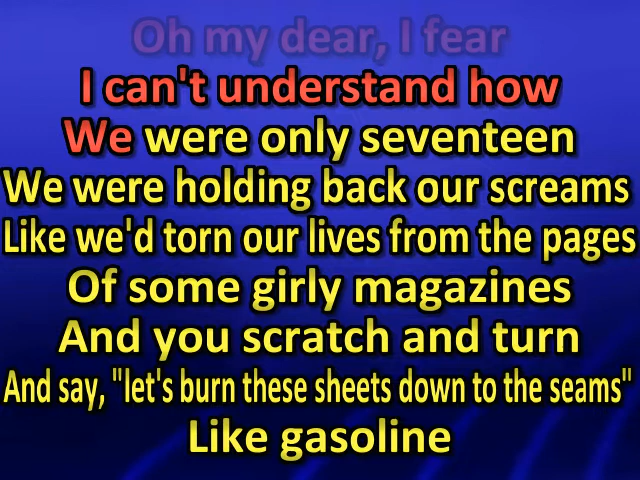 Oh my dear, I fear
I can't understand how
We were only seventeen
We were holding back our screams
Like we'd torn our lives from the pages
Of some girly magazines
And you scratch and turn
And say, "let's burn these sheets down to the seams"
Like gasoline